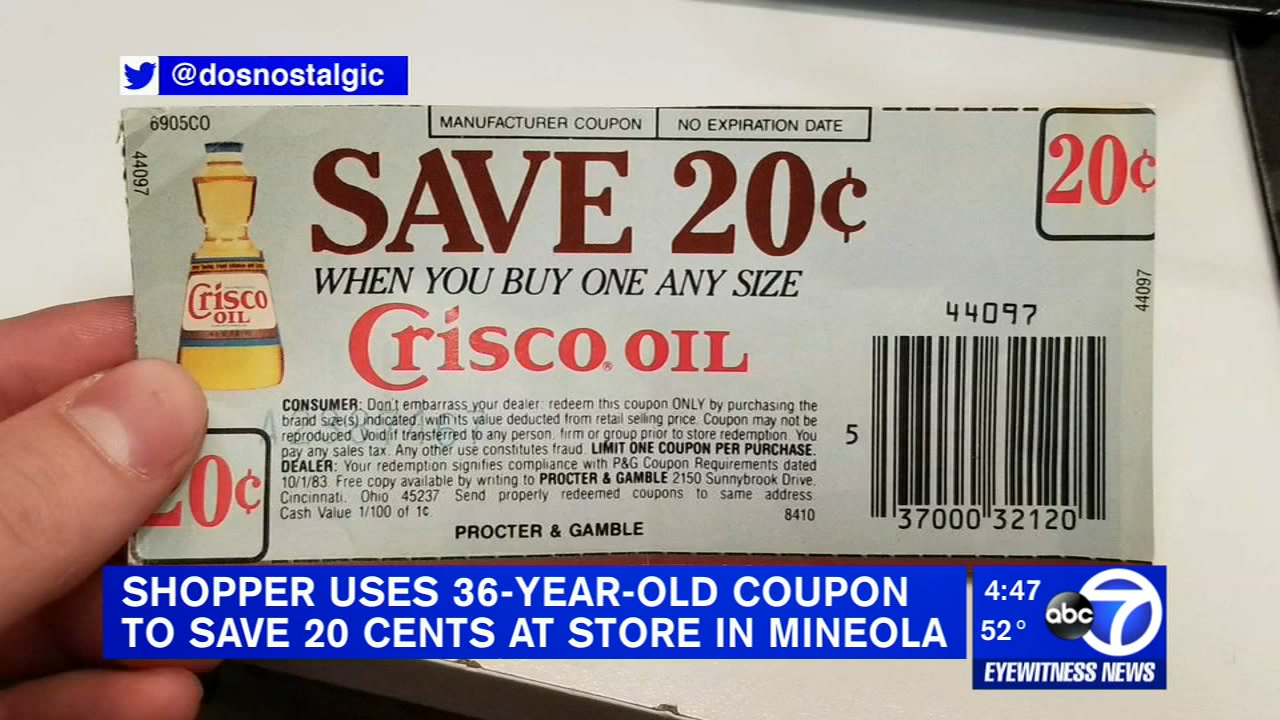 @dosnostalgic
6905CO
MANUFACTURER COUPON
NO EXPIRATION DATE
44097
SAVE 20¢
20¢
WHEN YOU BUY ONE ANY SIZE
Crisco® OIL
Crisco
OIL
44097
44097
CONSUMER: Don't embarrass your dealer: redeem this coupon ONLY by purchasing the
brand size(s) indicated, with its value deducted from retail selling price. Coupon may not be
reproduced. Void if transferred to any person, firm or group prior to store redemption. You
pay any sales tax. Any other use constitutes fraud. LIMIT ONE COUPON PER PURCHASE.
DEALER: Your redemption signifies compliance with P&G Coupon Requirements dated
10/1/83. Free copy available by writing to PROCTER & GAMBLE 2150 Sunnybrook Drive,
Cincinnati, Ohio 45237 Send properly redeemed coupons to same address.
Cash Value 1/100 of 1¢
8410
PROCTER & GAMBLE
20¢
5
37000 32120
SHOPPER USES 36-YEAR-OLD COUPON
TO SAVE 20 CENTS AT STORE IN MINEOLA
4:47
52°
abc 7
EYEWITNESS NEWS